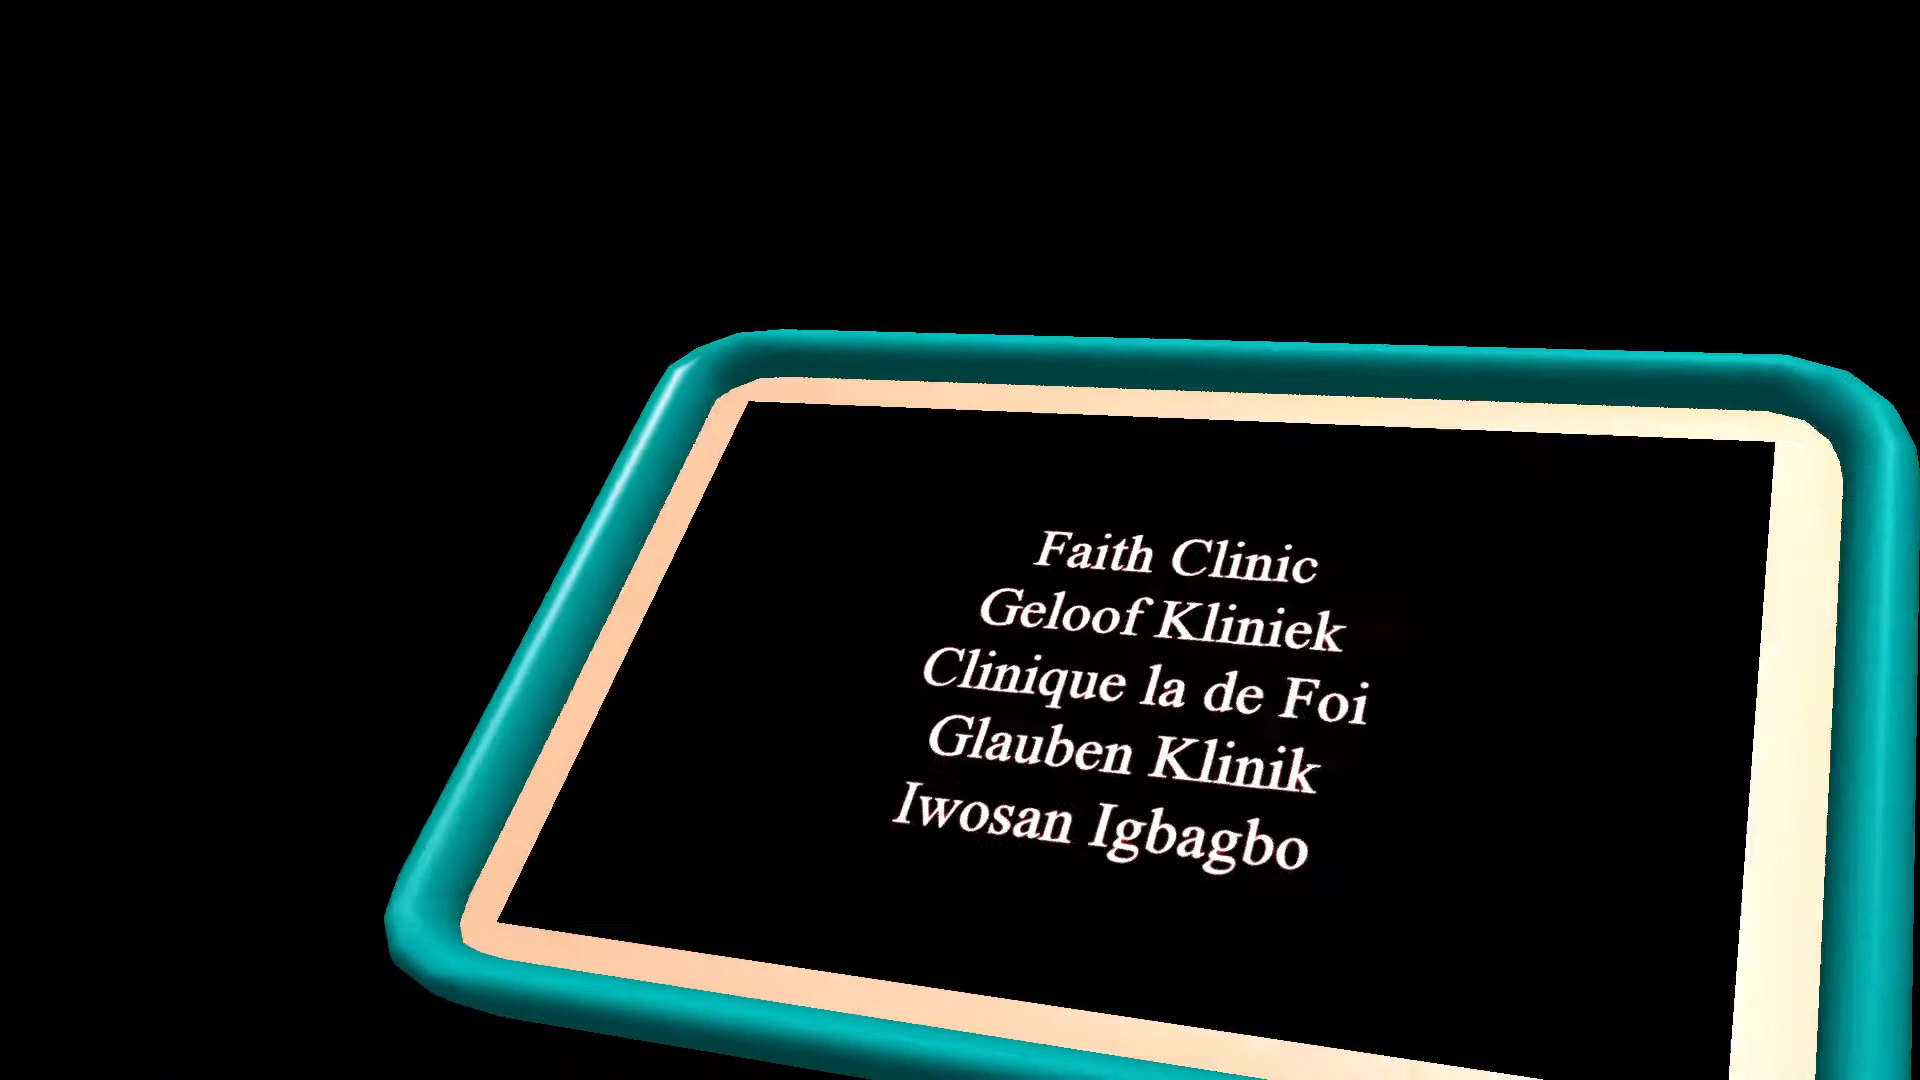 Faith Clinic
Geloof Kliniek
Clinique la de Foi
Glauben Klinik
Iwosan Igbagbo